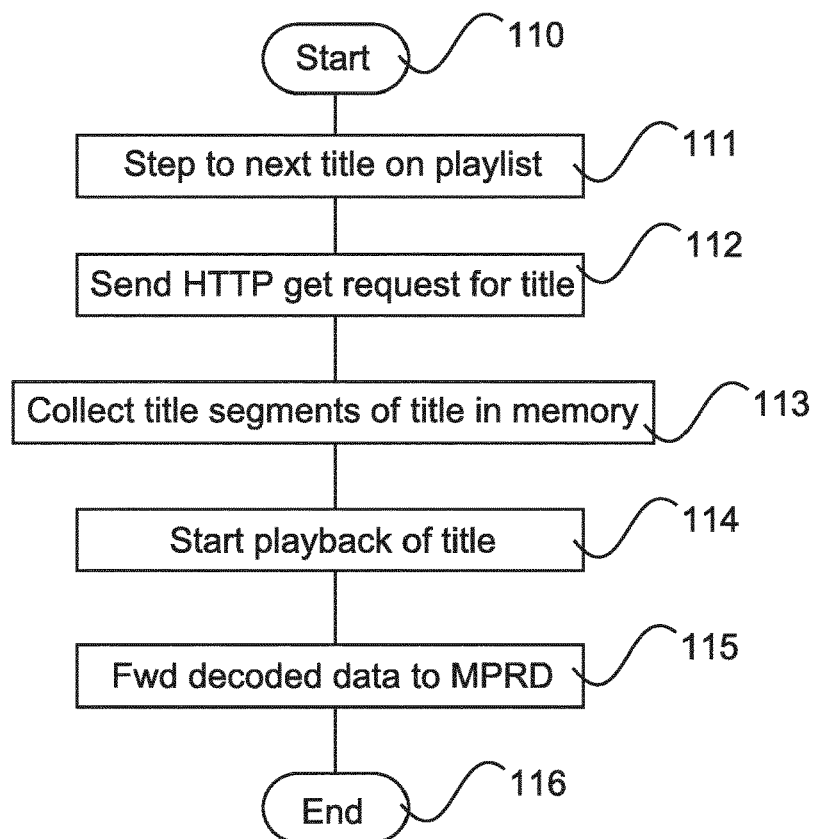 Start
110
Step to next title on playlist
111
Send HTTP get request for title
112
Collect title segments of title in memory
113
Start playback of title
114
Fwd decoded data to MPRD
115
End
116